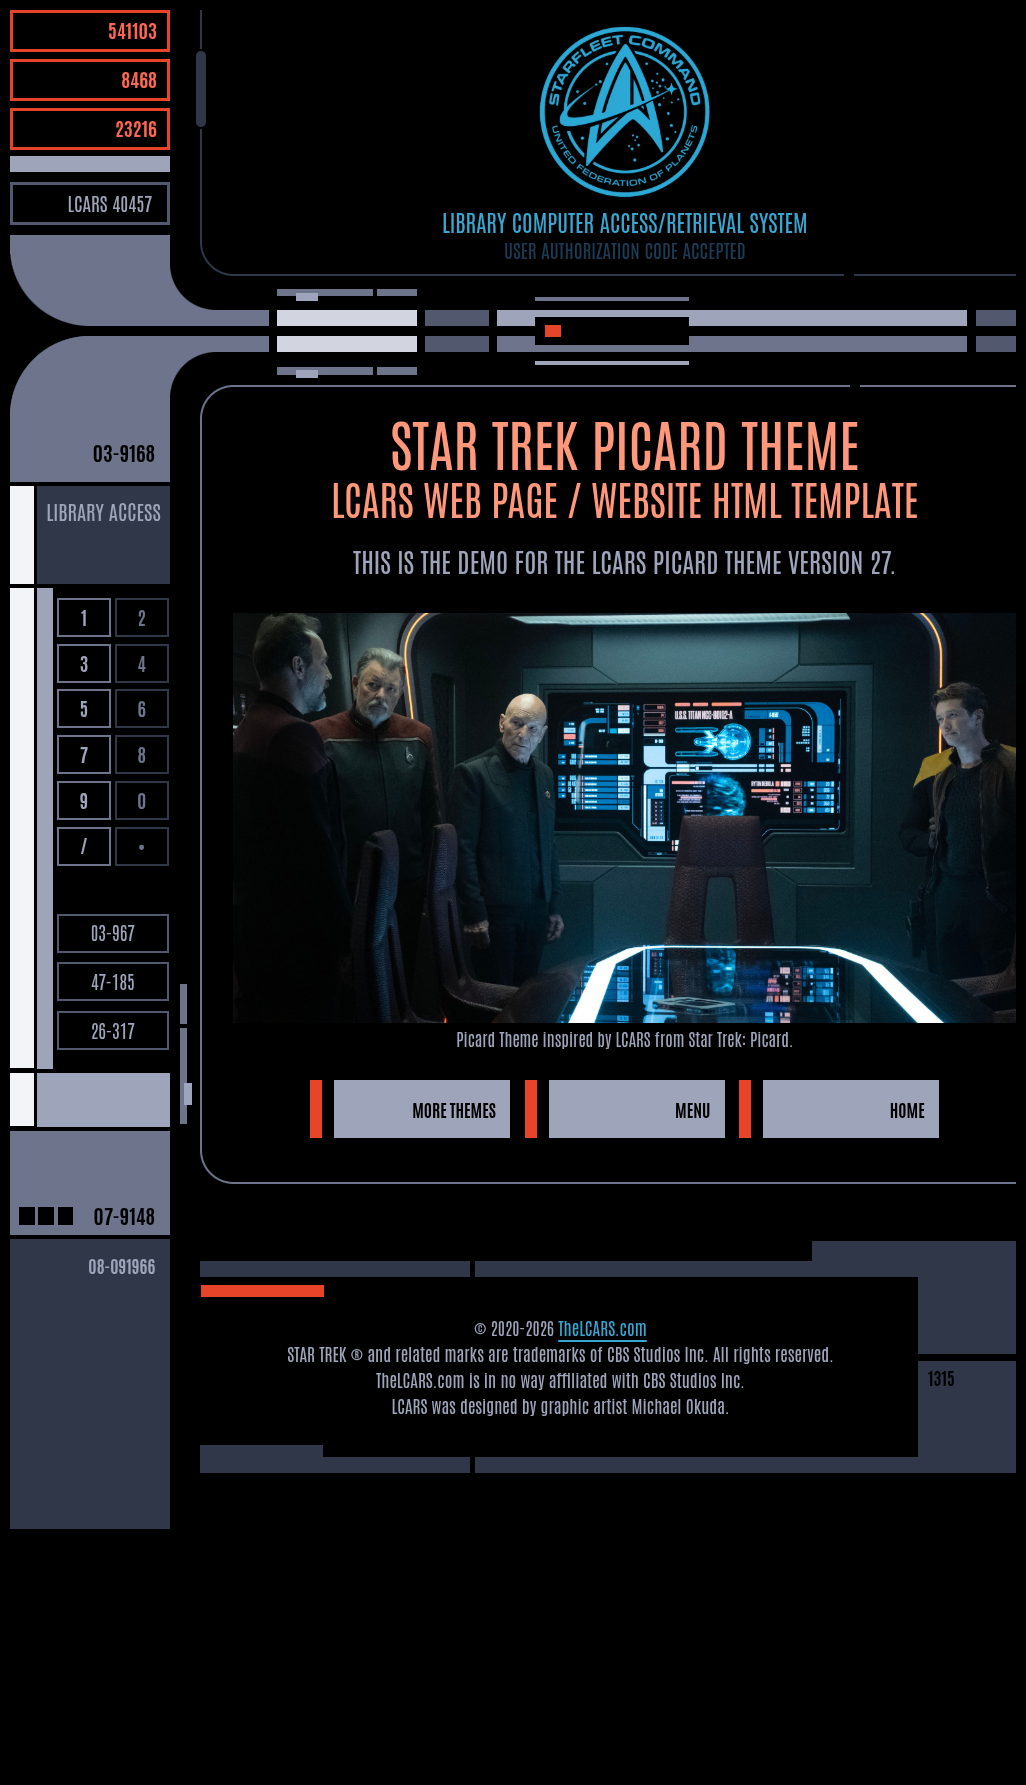 541103
8468
23216
LCARS 40457
STARFLEET COMMAND
UNITED FEDERATION OF PLANETS
LIBRARY COMPUTER ACCESS/RETRIEVAL SYSTEM
USER AUTHORIZATION CODE ACCEPTED
03-9168
LIBRARY ACCESS
1 2
3 4
5 6
7 8
9 0
/ •
03-967
47-185
26-317
07-9148
08-091966
STAR TREK PICARD THEME
LCARS WEB PAGE / WEBSITE HTML TEMPLATE
THIS IS THE DEMO FOR THE LCARS PICARD THEME VERSION 27.
U.S.S. TITAN NCC-80102-A
Picard Theme inspired by LCARS from Star Trek: Picard.
MORE THEMES
MENU
HOME
© 2020-2026 TheLCARS.com
STAR TREK ® and related marks are trademarks of CBS Studios Inc. All rights reserved.
TheLCARS.com is in no way affiliated with CBS Studios Inc.
LCARS was designed by graphic artist Michael Okuda.
1315